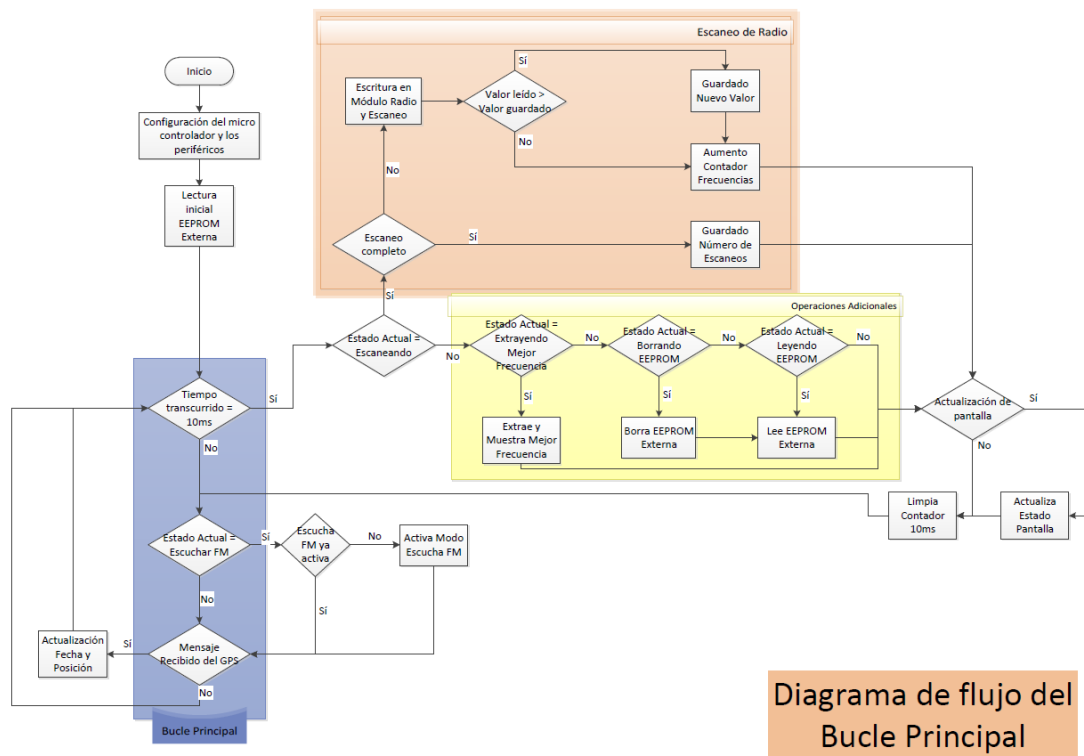 Escaneo de Radio
Inicio
Configuración del micro
controlador y los
periféricos
Lectura
inicial
EEPROM
Externa
Escritura en
Módulo Radio
y Escaneo
Valor leído >
Valor guardado
Sí
No
Guardado
Nuevo Valor
Aumento
Contador
Frecuencias
No
Escaneo
completo
Sí
Guardado
Número de
Escaneos
Sí
Operaciones Adicionales
Estado Actual =
Escaneando
No
Estado Actual =
Extrayendo
Mejor
Frecuencia
No
Estado Actual =
Borrando
EEPROM
No
Estado Actual =
Leyendo
EEPROM
No
Sí
Sí
Sí
Extrae y
Muestra Mejor
Frecuencia
Borra EEPROM
Externa
Lee EEPROM
Externa
Tiempo
transcurrido =
10ms
Sí
No
Actualización de
pantalla
Sí
No
Limpia
Contador
10ms
Actualiza
Estado
Pantalla
Estado Actual =
Escuchar FM
Sí
Escucha
FM ya
activa
No
Activa Modo
Escucha FM
No
Sí
Actualización
Fecha y
Posición
Sí
Mensaje
Recibido del GPS
No
Bucle Principal
Diagrama de flujo del
Bucle Principal